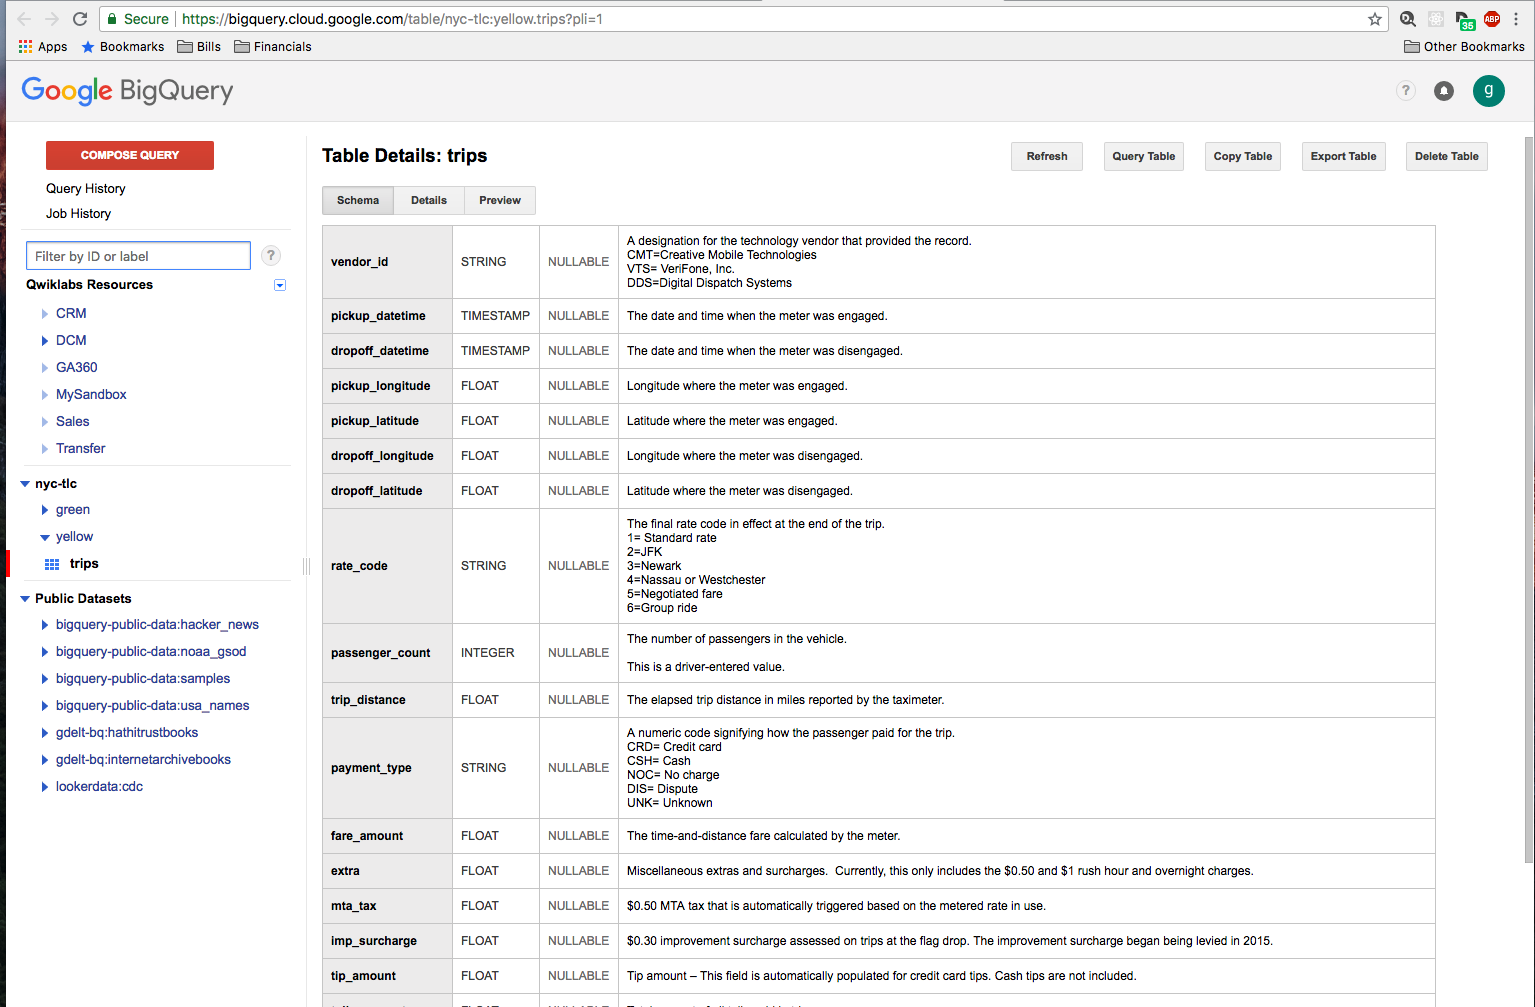 Secure https://bigquery.cloud.google.com/table/nyc-tlc:yellow.trips?pli=1
35 ABP
Apps Bookmarks Bills Financials Other Bookmarks
Google BigQuery ? g
COMPOSE QUERY
Query History
Job History
Filter by ID or label ?
Qwiklabs Resources
CRM
DCM
GA360
MySandbox
Sales
Transfer
nyc-tlc
green
yellow
trips
Public Datasets
bigquery-public-data:hacker_news
bigquery-public-data:noaa_gsod
bigquery-public-data:samples
bigquery-public-data:usa_names
gdelt-bq:hathitrustbooks
gdelt-bq:internetarchivebooks
lookerdata:cdc
Table Details: trips Refresh Query Table Copy Table Export Table Delete Table
Schema Details Preview
vendor_id STRING NULLABLE A designation for the technology vendor that provided the record.
CMT=Creative Mobile Technologies
VTS= VeriFone, Inc.
DDS=Digital Dispatch Systems
pickup_datetime TIMESTAMP NULLABLE The date and time when the meter was engaged.
dropoff_datetime TIMESTAMP NULLABLE The date and time when the meter was disengaged.
pickup_longitude FLOAT NULLABLE Longitude where the meter was engaged.
pickup_latitude FLOAT NULLABLE Latitude where the meter was engaged.
dropoff_longitude FLOAT NULLABLE Longitude where the meter was disengaged.
dropoff_latitude FLOAT NULLABLE Latitude where the meter was disengaged.
rate_code STRING NULLABLE The final rate code in effect at the end of the trip.
1= Standard rate
2=JFK
3=Newark
4=Nassau or Westchester
5=Negotiated fare
6=Group ride
passenger_count INTEGER NULLABLE The number of passengers in the vehicle.
This is a driver-entered value.
trip_distance FLOAT NULLABLE The elapsed trip distance in miles reported by the taximeter.
payment_type STRING NULLABLE A numeric code signifying how the passenger paid for the trip.
CRD= Credit card
CSH= Cash
NOC= No charge
DIS= Dispute
UNK= Unknown
fare_amount FLOAT NULLABLE The time-and-distance fare calculated by the meter.
extra FLOAT NULLABLE Miscellaneous extras and surcharges.  Currently, this only includes the $0.50 and $1 rush hour and overnight charges.
mta_tax FLOAT NULLABLE $0.50 MTA tax that is automatically triggered based on the metered rate in use.
imp_surcharge FLOAT NULLABLE $0.30 improvement surcharge assessed on trips at the flag drop. The improvement surcharge began being levied in 2015.
tip_amount FLOAT NULLABLE Tip amount – This field is automatically populated for credit card tips. Cash tips are not included.